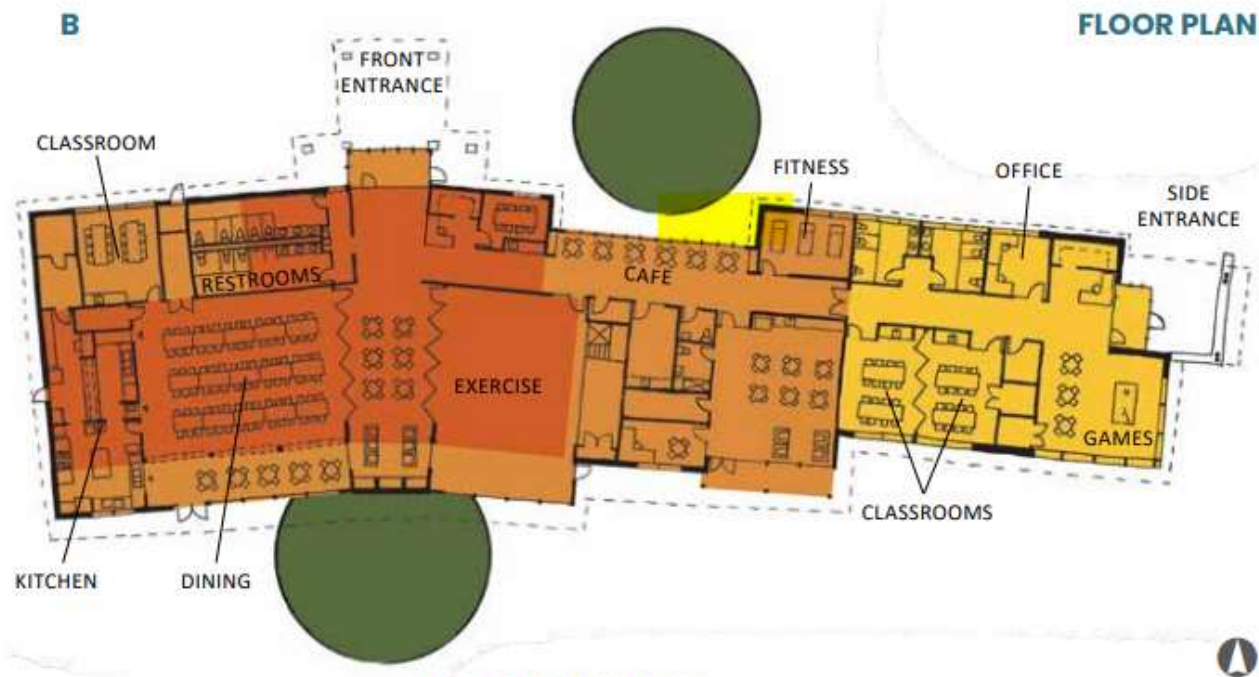 B
FLOOR PLAN
FRONT
ENTRANCE
CLASSROOM
FITNESS
OFFICE
SIDE
ENTRANCE
RESTROOMS
CAFE
EXERCISE
GAMES
CLASSROOMS
KITCHEN
DINING